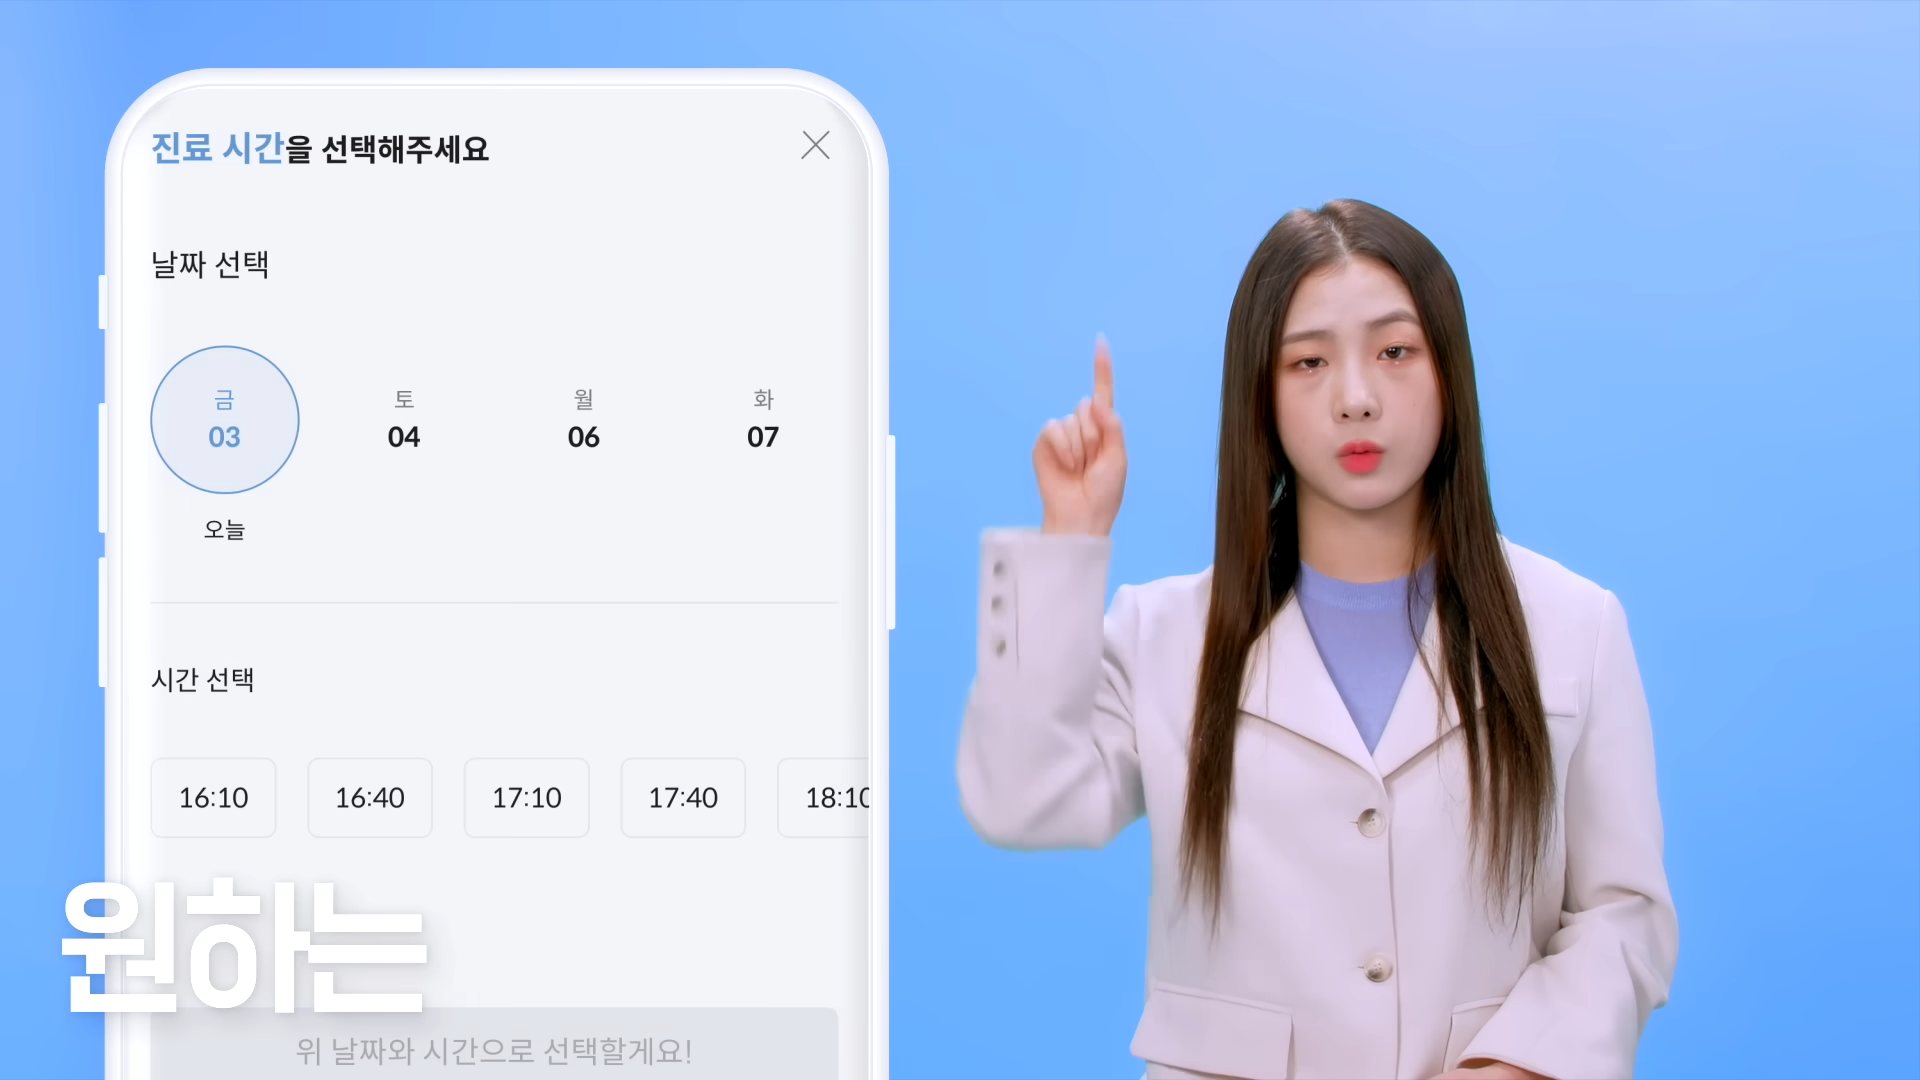 진료 시간을 선택해주세요
날짜 선택
금 토 월 화
03 04 06 07
오늘
시간 선택
16:10 16:40 17:10 17:40 18:10
원하는
위 날짜와 시간으로 선택할게요!